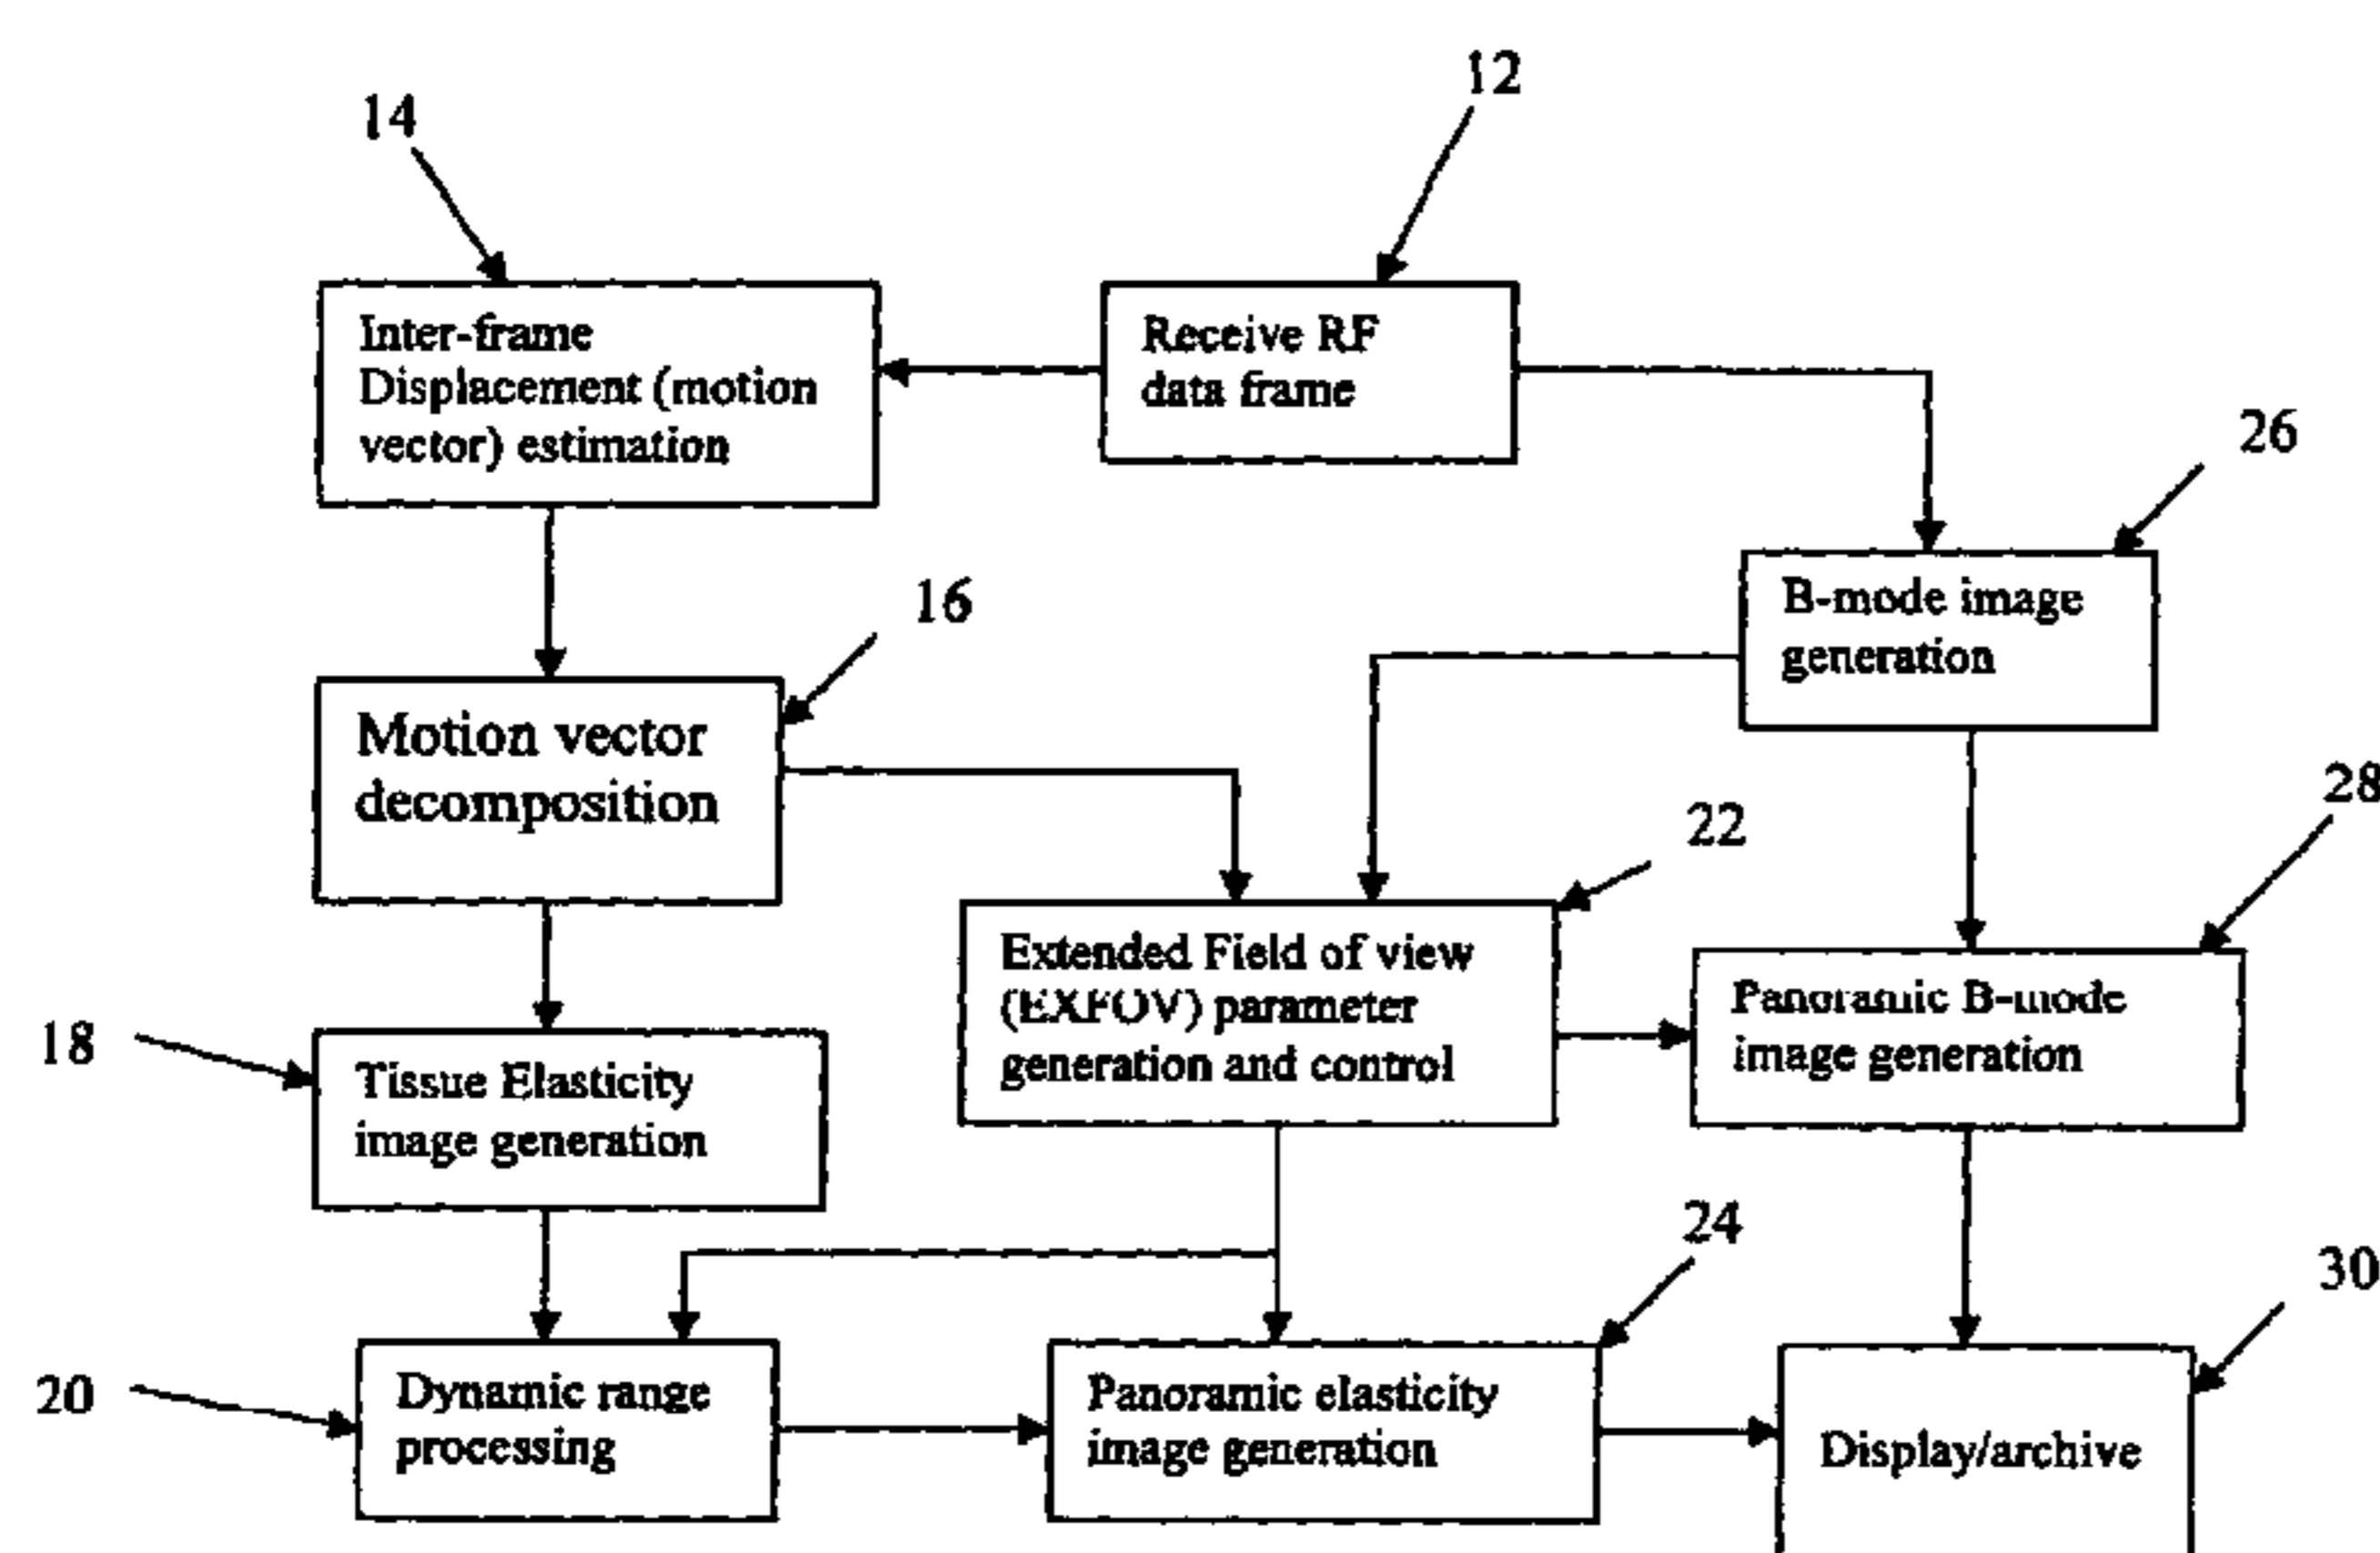 12
14
Inter-frame
Displacement (motion
vector) estimation
Receive RF
data frame
26
B-mode image
generation
16
Motion vector
decomposition
28
22
Extended Field of view
(EXFOV) parameter
generation and control
Panoramic B-mode
image generation
18
Tissue Elasticity
image generation
24
30
20
Dynamic range
processing
Panoramic elasticity
image generation
Display/archive